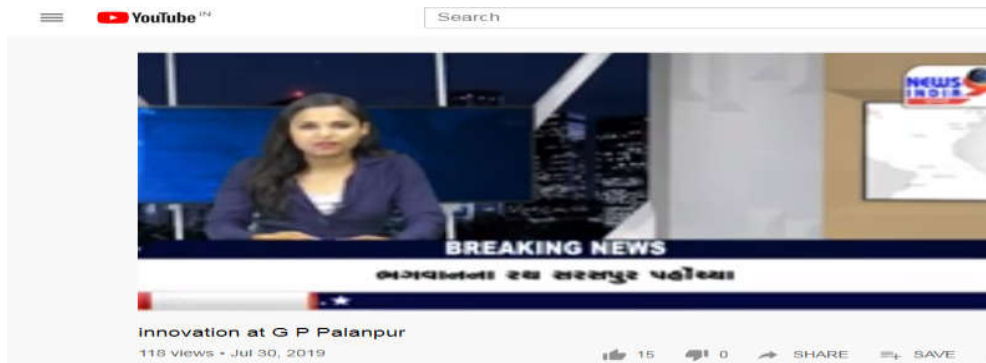 YouTube IN
Search
NEWS 9
INDIA
BREAKING NEWS
ભગવાનના રથ સરસપુર પહોંચ્યા
innovation at G P Palanpur
118 views • Jul 30, 2019
15 0 SHARE SAVE